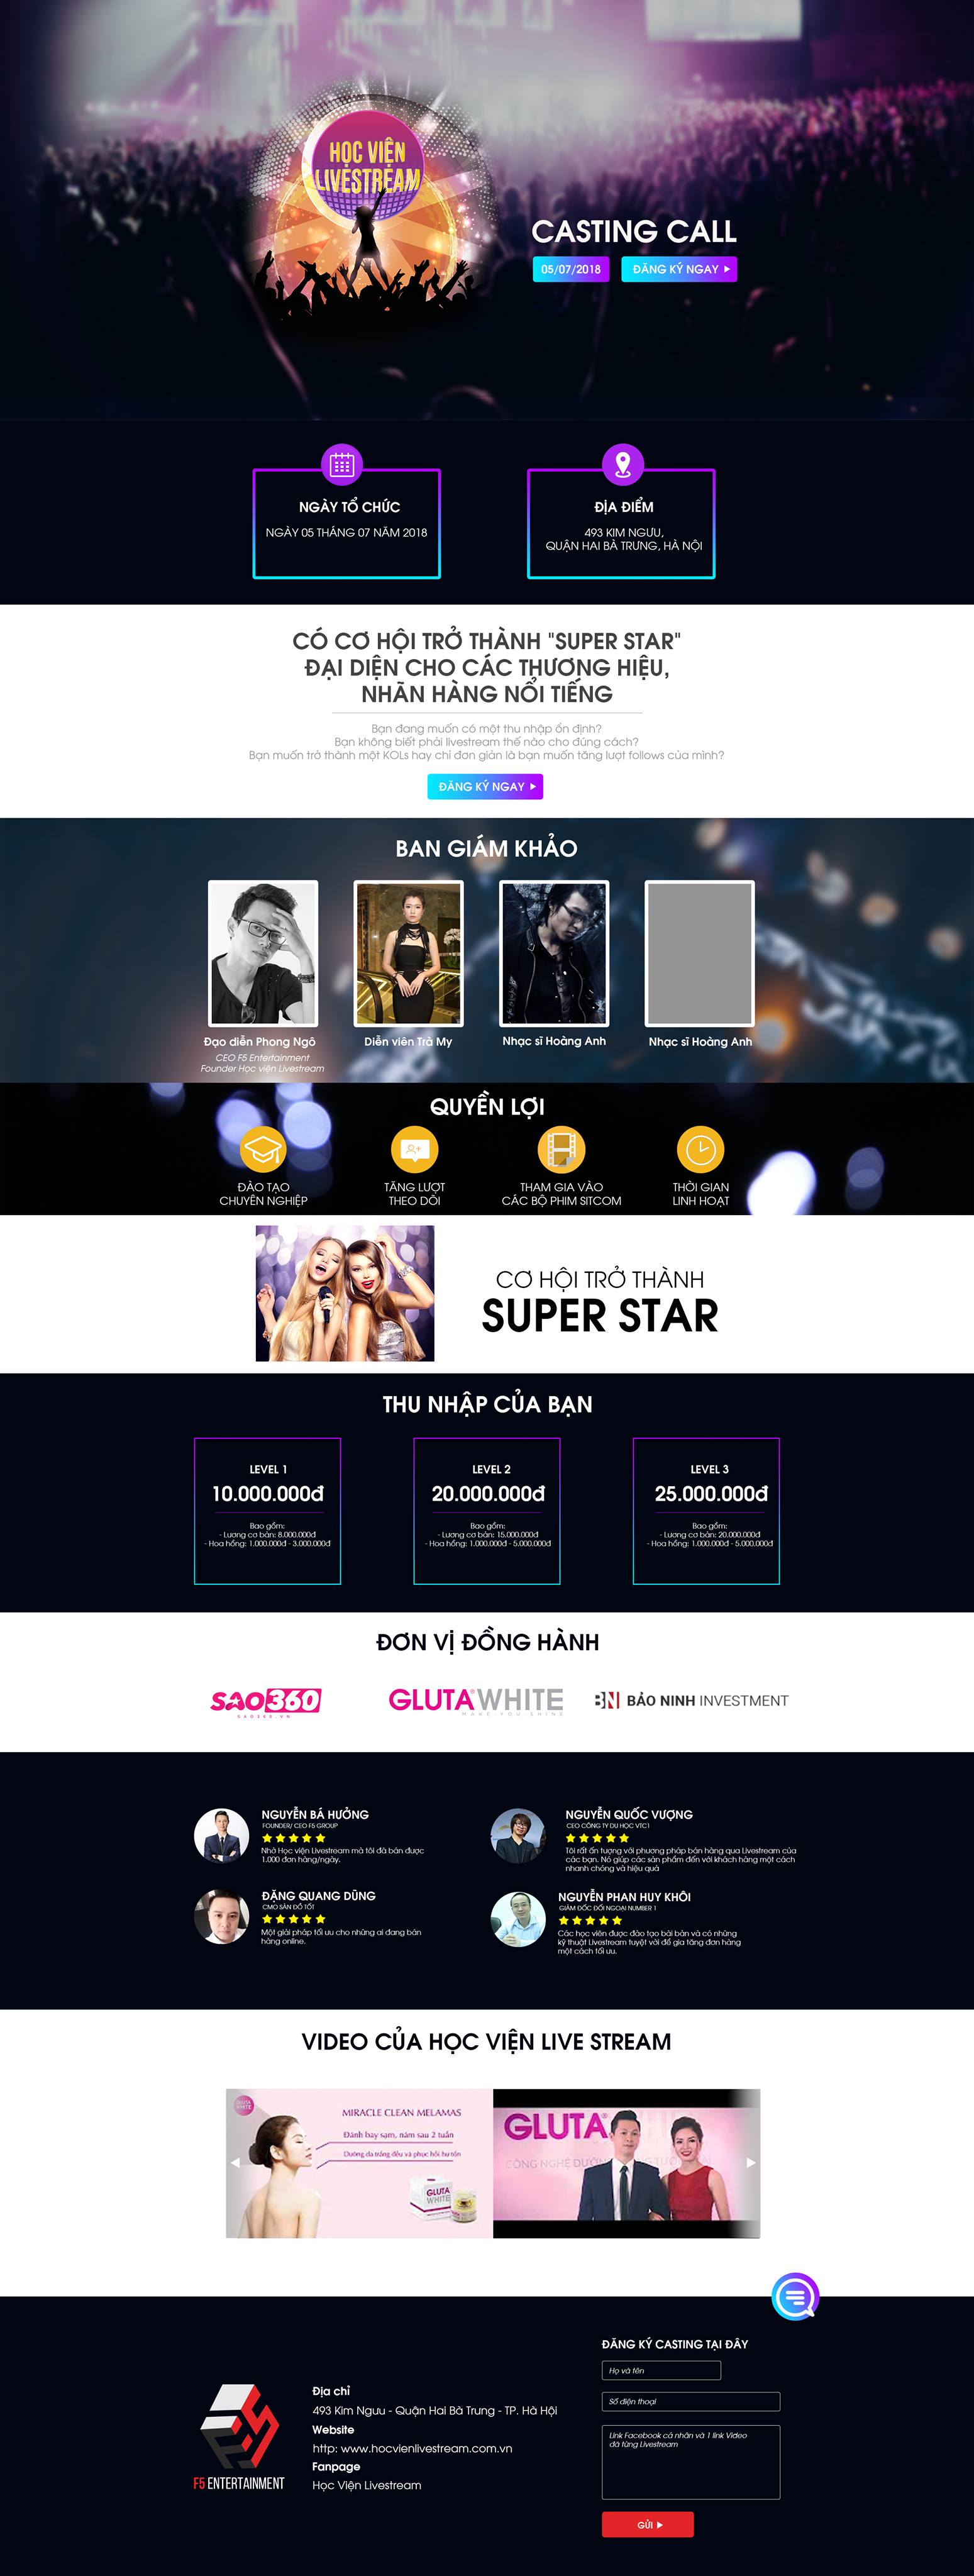 HỌC VIỆN
LIVESTREAM
CASTING CALL
05/07/2018
ĐĂNG KÝ NGAY
NGÀY TỔ CHỨC
NGÀY 05 THÁNG 07 NĂM 2018
ĐỊA ĐIỂM
493 KIM NGƯU,
QUẬN HAI BÀ TRƯNG, HÀ NỘI
CÓ CƠ HỘI TRỞ THÀNH "SUPER STAR"
ĐẠI DIỆN CHO CÁC THƯƠNG HIỆU,
NHÃN HÀNG NỔI TIẾNG
Bạn đang muốn có một thu nhập ổn định?
Bạn không biết phải livestream thế nào cho đúng cách?
Bạn muốn trở thành một KOLs hay chỉ đơn giản là bạn muốn tăng lượt follows của mình?
ĐĂNG KÝ NGAY
BAN GIÁM KHẢO
Đạo diễn Phong Ngô
CEO F5 Entertainment
Founder Học viện Livestream
Diễn viên Trà My
Nhạc sĩ Hoàng Anh
Nhạc sĩ Hoàng Anh
QUYỀN LỢI
ĐÀO TẠO
CHUYÊN NGHIỆP
TĂNG LƯỢT
THEO DÕI
THAM GIA VÀO
CÁC BỘ PHIM SITCOM
THỜI GIAN
LINH HOẠT
CƠ HỘI TRỞ THÀNH
SUPER STAR
THU NHẬP CỦA BẠN
LEVEL 1
10.000.000đ
Bao gồm:
- Lương cơ bản: 8.000.000đ
- Hoa hồng: 1.000.000đ - 3.000.000đ
LEVEL 2
20.000.000đ
Bao gồm:
- Lương cơ bản: 15.000.000đ
- Hoa hồng: 1.000.000đ - 5.000.000đ
LEVEL 3
25.000.000đ
Bao gồm:
- Lương cơ bản: 20.000.000đ
- Hoa hồng: 1.000.000đ - 5.000.000đ
ĐƠN VỊ ĐỒNG HÀNH
SAO360
SAO360.VN
GLUTA WHITE
MAKE YOU SHINE
BN BẢO NINH INVESTMENT
NGUYỄN BÁ HƯỞNG
FOUNDER/ CEO F5 GROUP
Nhờ Học viện Livestream mà tôi đã bán được
1.000 đơn hàng/ngày.
NGUYỄN QUỐC VƯỢNG
CEO CÔNG TY DU HỌC VTC1
Tôi rất ấn tượng với phương pháp bán hàng qua Livestream của
các bạn. Nó giúp các sản phẩm đến với khách hàng một cách
nhanh chóng và hiệu quả
ĐẶNG QUANG DŨNG
CMO SÀN ĐỒ TỐT
Một giải pháp tối ưu cho những ai đang bán
hàng online.
NGUYỄN PHAN HUY KHÔI
GIÁM ĐỐC ĐỐI NGOẠI NUMBER 1
Các học viên được đào tạo bài bản và có những
kỹ thuật Livestream tuyệt vời để gia tăng đơn hàng
một cách tối ưu.
VIDEO CỦA HỌC VIỆN LIVE STREAM
GLUTA WHITE
MIRACLE CLEAN MELAMAS
Đánh bay sạm, nám sau 2 tuần
Dưỡng da trắng đều và phục hồi hư tổn
GLUTA
WHITE
GLUTA
CÔNG NGHỆ DƯỠN
ĐĂNG KÝ CASTING TẠI ĐÂY
Họ và tên
Số điện thoại
Link Facebook cá nhân và 1 link Video
đã từng Livestream
GỬI
F5 ENTERTAINMENT
Địa chỉ
493 Kim Ngưu - Quận Hai Bà Trưng - TP. Hà Hội
Website
http: www.hocvienlivestream.com.vn
Fanpage
Học Viện Livestream